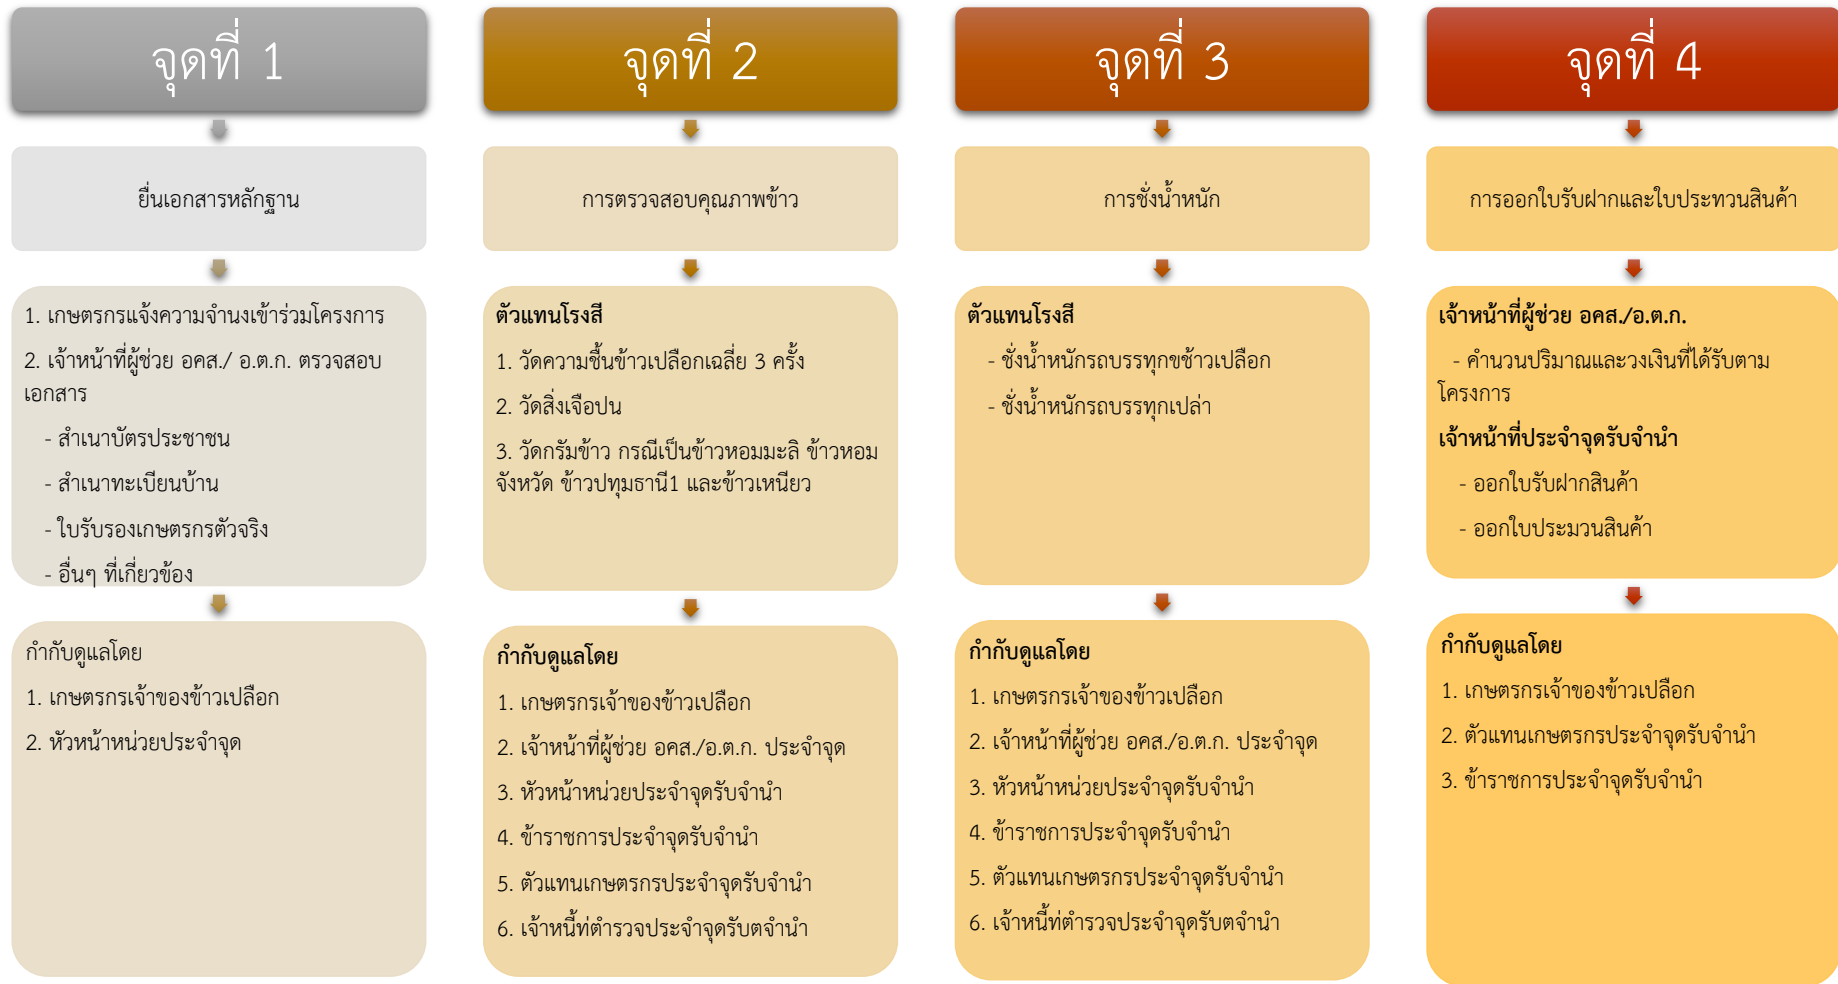 จุดที่ 1
ยื่นเอกสารหลักฐาน
1. เกษตรกรแจ้งความจำนงเข้าร่วมโครงการ
2. เจ้าหน้าที่ผู้ช่วย อคส./ อ.ต.ก. ตรวจสอบ
เอกสาร
- สำเนาบัตรประชาชน
- สำเนาทะเบียนบ้าน
- ใบรับรองเกษตรกรตัวจริง
- อื่นๆ ที่เกี่ยวข้อง
กำกับดูแลโดย
1. เกษตรกรเจ้าของข้าวเปลือก
2. หัวหน้าหน่วยประจำจุด
จุดที่ 2
การตรวจสอบคุณภาพข้าว
ตัวแทนโรงสี
1. วัดความชื้นข้าวเปลือกเฉลี่ย 3 ครั้ง
2. วัดสิ่งเจือปน
3. วัดกรัมข้าว กรณีเป็นข้าวหอมมะลิ ข้าวหอม
จังหวัด ข้าวปทุมธานี1 และข้าวเหนียว
กำกับดูแลโดย
1. เกษตรกรเจ้าของข้าวเปลือก
2. เจ้าหน้าที่ผู้ช่วย อคส./อ.ต.ก. ประจำจุด
3. หัวหน้าหน่วยประจำจุดรับจำนำ
4. ข้าราชการประจำจุดรับจำนำ
5. ตัวแทนเกษตรกรประจำจุดรับจำนำ
6. เจ้าหนี้ท่ตำรวจประจำจุดรับตจำนำ
จุดที่ 3
การชั่งน้ำหนัก
ตัวแทนโรงสี
- ชั่งน้ำหนักรถบรรทุกขช้าวเปลือก
- ชั่งน้ำหนักรถบรรทุกเปล่า
กำกับดูแลโดย
1. เกษตรกรเจ้าของข้าวเปลือก
2. เจ้าหน้าที่ผู้ช่วย อคส./อ.ต.ก. ประจำจุด
3. หัวหน้าหน่วยประจำจุดรับจำนำ
4. ข้าราชการประจำจุดรับจำนำ
5. ตัวแทนเกษตรกรประจำจุดรับจำนำ
6. เจ้าหนี้ท่ตำรวจประจำจุดรับตจำนำ
จุดที่ 4
การออกใบรับฝากและใบประทวนสินค้า
เจ้าหน้าที่ผู้ช่วย อคส./อ.ต.ก.
- คำนวนปริมาณและวงเงินที่ได้รับตาม
โครงการ
เจ้าหน้าที่ประจำจุดรับจำนำ
- ออกใบรับฝากสินค้า
- ออกใบประมวนสินค้า
กำกับดูแลโดย
1. เกษตรกรเจ้าของข้าวเปลือก
2. ตัวแทนเกษตรกรประจำจุดรับจำนำ
3. ข้าราชการประจำจุดรับจำนำ